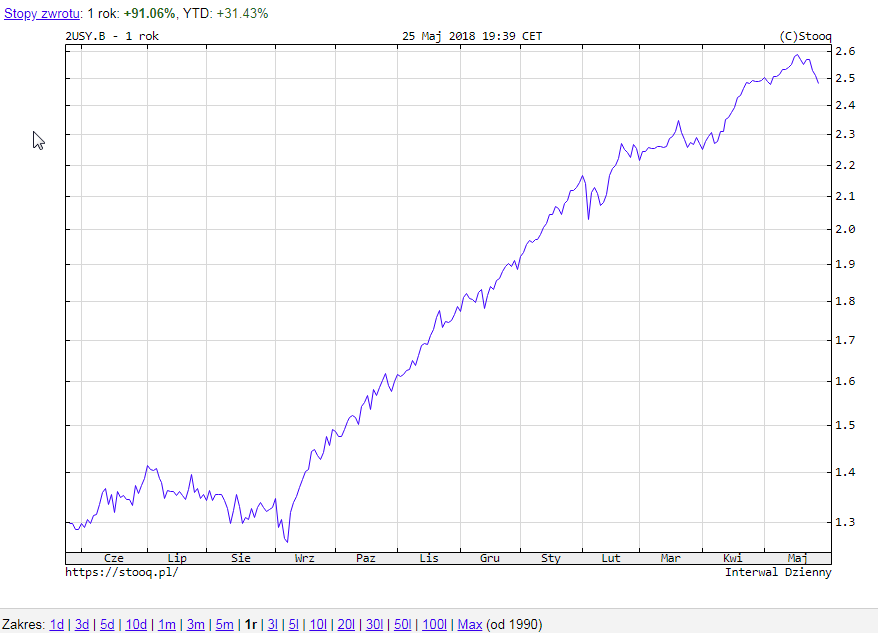 Stopy zwrotu: 1 rok: +91.06%, YTD: +31.43%
2USY.B - 1 rok 25 Maj 2018 19:39 CET (C)Stooq
2.6
2.5
2.4
2.3
2.2
2.1
2.0
1.9
1.8
1.7
1.6
1.5
1.4
1.3
Cze Lip Sie Wrz Paz Lis Gru Sty Lut Mar Kwi Maj
https://stooq.pl/ Interwal Dzienny
Zakres: 1d | 3d | 5d | 10d | 1m | 3m | 5m | 1r | 3l | 5l | 10l | 20l | 30l | 50l | 100l | Max (od 1990)